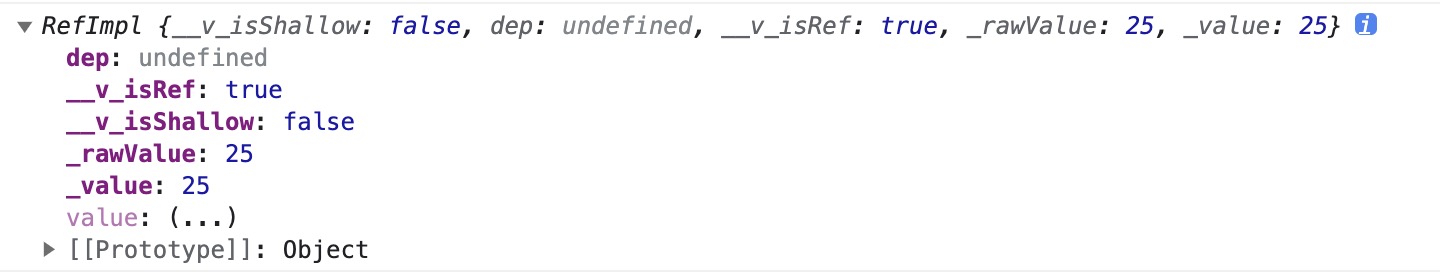 ▼ RefImpl {__v_isShallow: false, dep: undefined, __v_isRef: true, _rawValue: 25, _value: 25} i
dep: undefined
__v_isRef: true
__v_isShallow: false
_rawValue: 25
_value: 25
value: (...)
▶ [[Prototype]]: Object